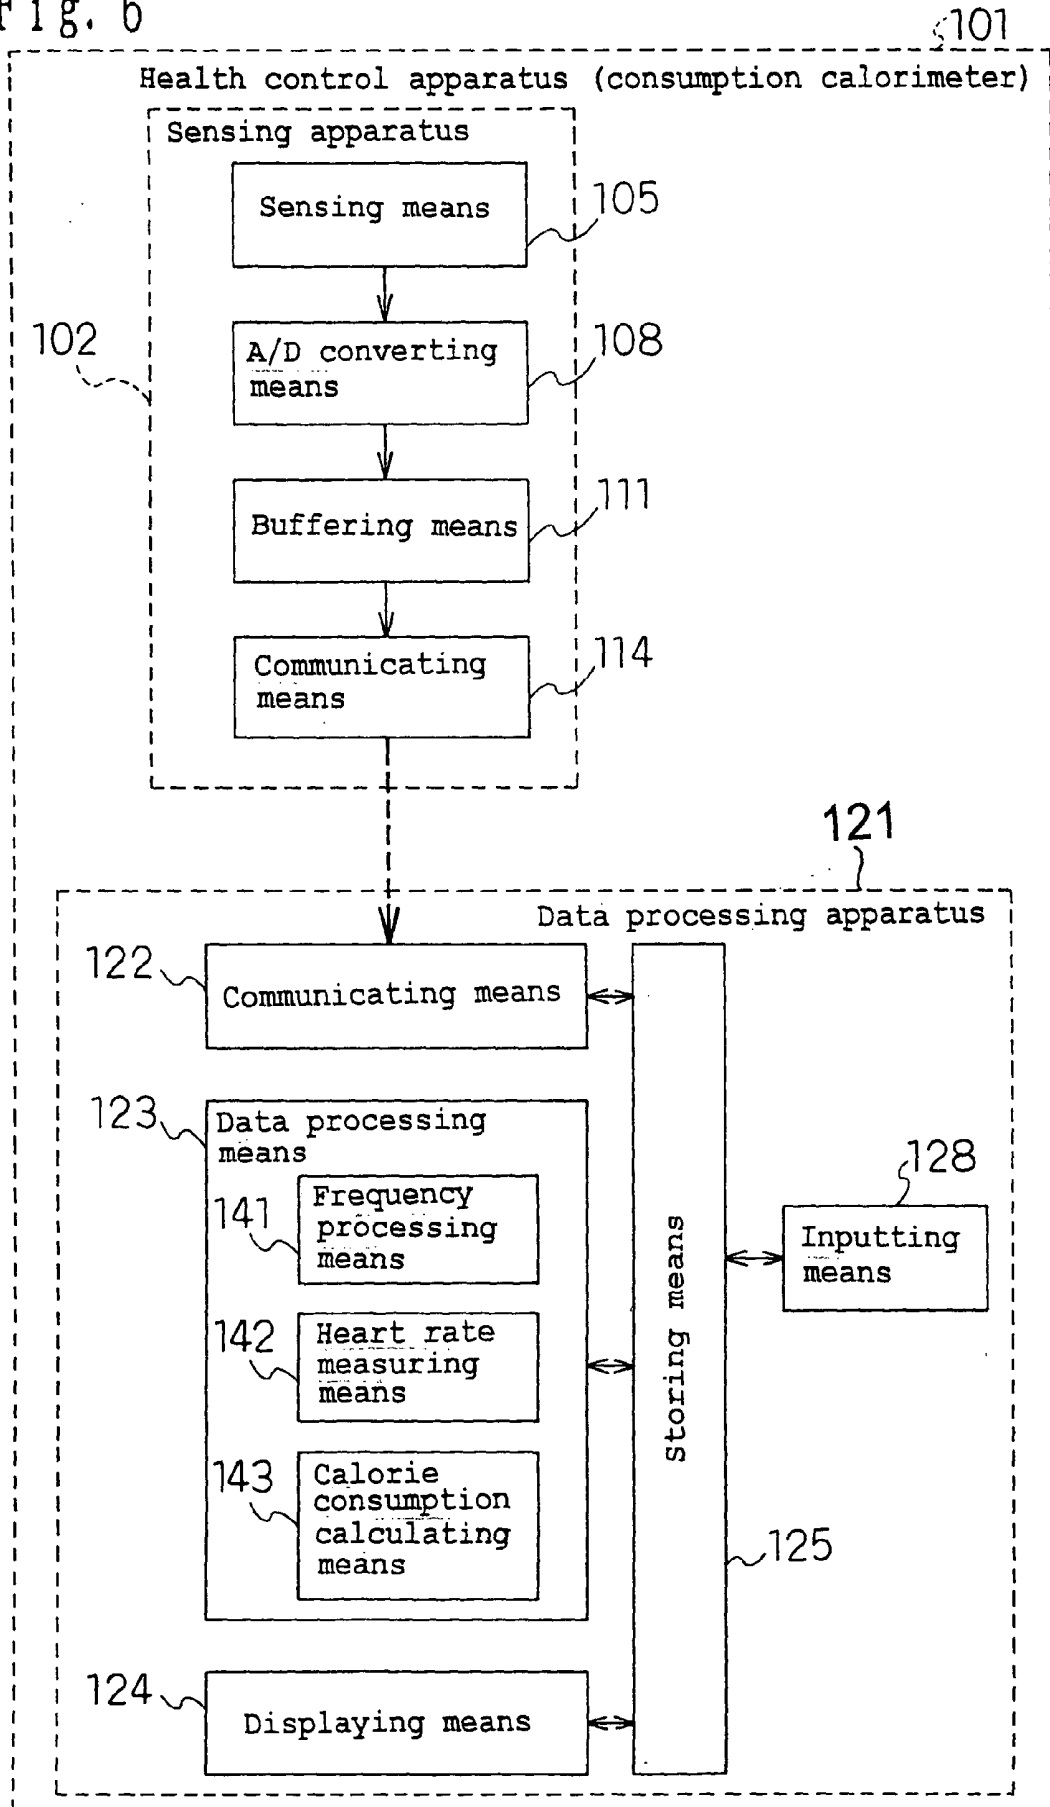 Fig. 6
101
Health control apparatus (consumption calorimeter)
Sensing apparatus
Sensing means
105
102
A/D converting
means
108
Buffering means
111
Communicating
means
114
121
Data processing apparatus
122
Communicating means
123
Data processing
means
141
Frequency
processing
means
128
Inputting
means
storing means
142
Heart rate
measuring
means
143
Calorie
consumption
calculating
means
125
124
Displaying means